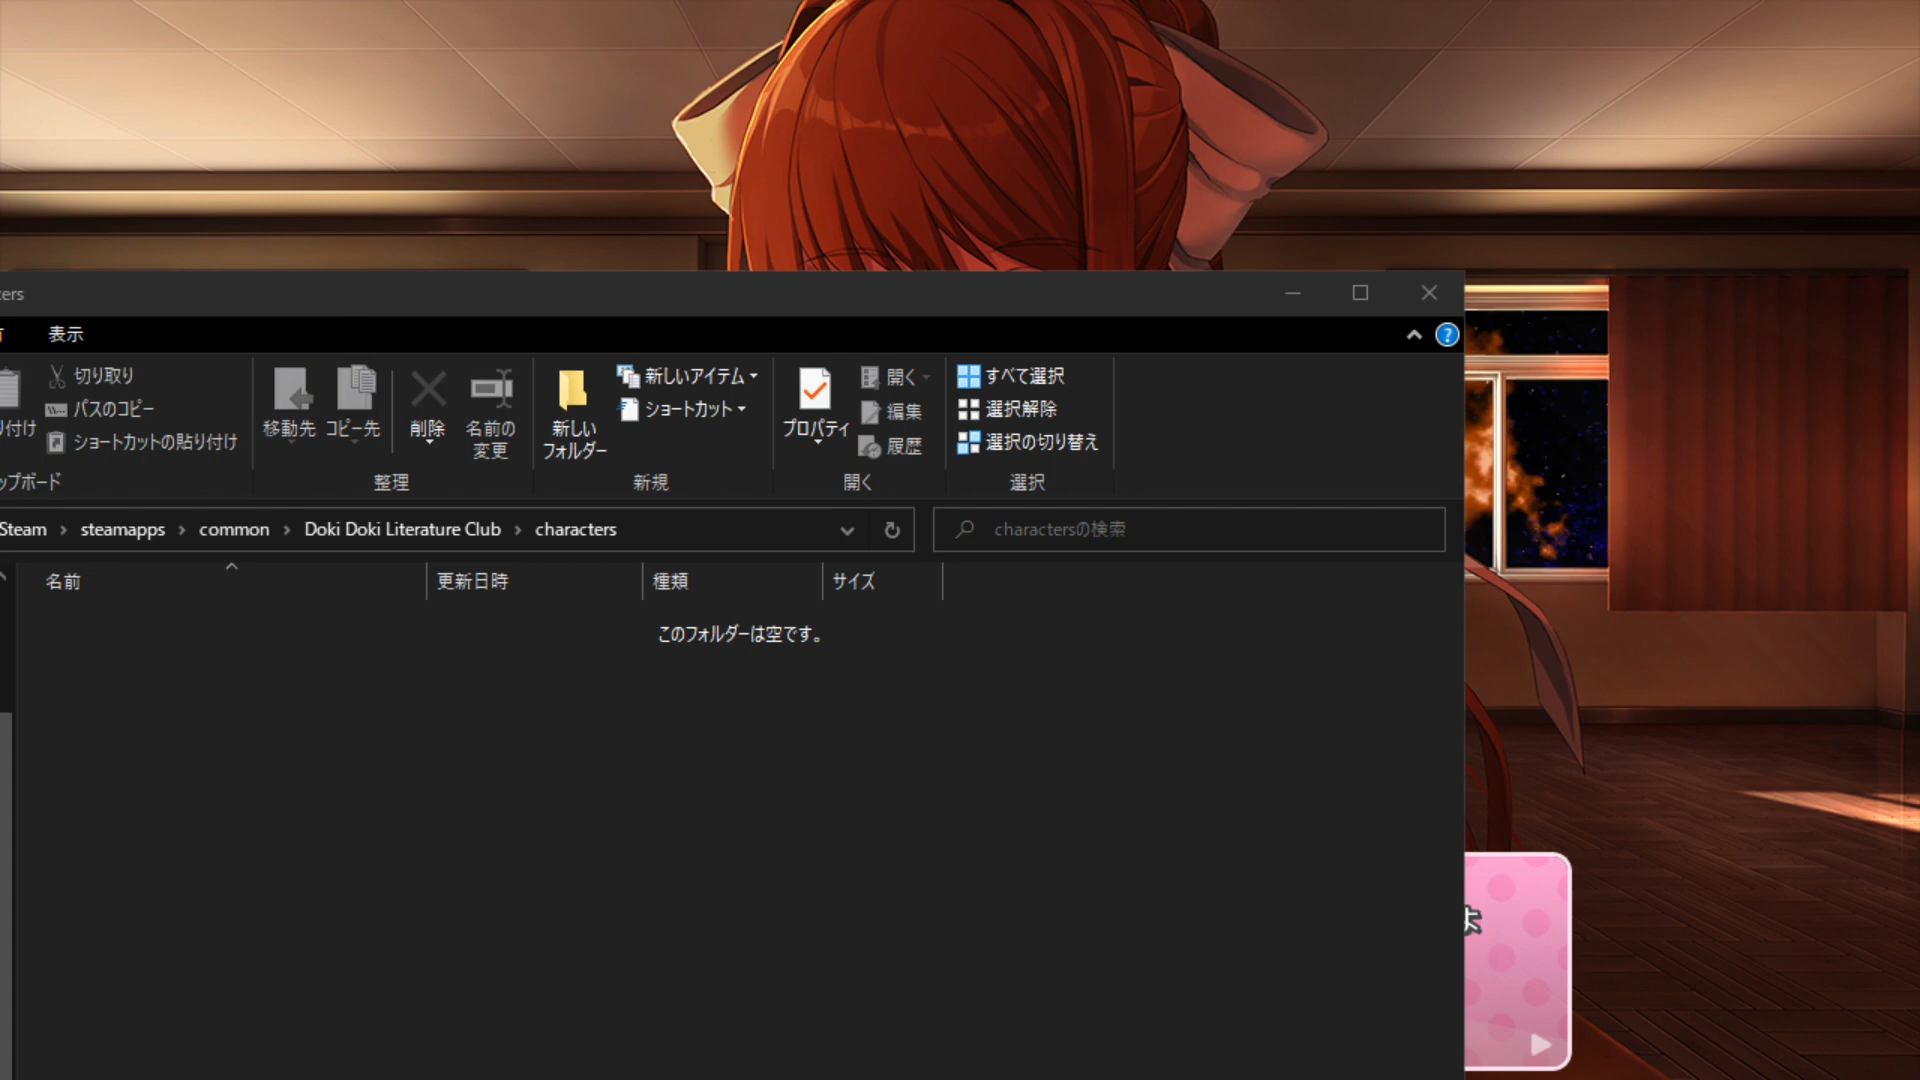 ers
表示
切り取り
パスのコピー
ショートカットの貼り付け
り付け
ップボード
移動先
コピー先
削除
名前の
変更
整理
新しい
フォルダー
新しいアイテム
ショートカット
新規
プロパティ
開く
編集
履歴
開く
すべて選択
選択解除
選択の切り替え
選択
Steam > steamapps > common > Doki Doki Literature Club > characters
charactersの検索
名前
更新日時
種類
サイズ
このフォルダーは空です。
よ